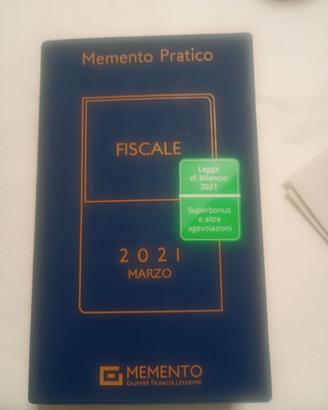 Memento Pratico
FISCALE
Legge
di Bilancio
2021
Superbonus
e altre
agevolazioni
2021
MARZO
MEMENTO
GIUFFRÈ FRANCIS LEFEBVRE